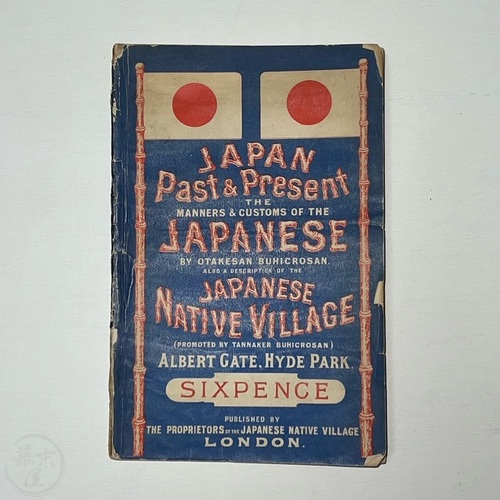 JAPAN
Past & Present
THE
MANNERS & CUSTOMS OF THE
JAPANESE
BY OTAKESAN BUHICROSAN.
ALSO A DESCRIPTION OF THE
JAPANESE
NATIVE VILLAGE
(PROMOTED BY TANNAKER BUHICROSAN)
ALBERT GATE, HYDE PARK.
SIXPENCE
PUBLISHED BY
THE PROPRIETORS OF THE JAPANESE NATIVE VILLAGE
LONDON.